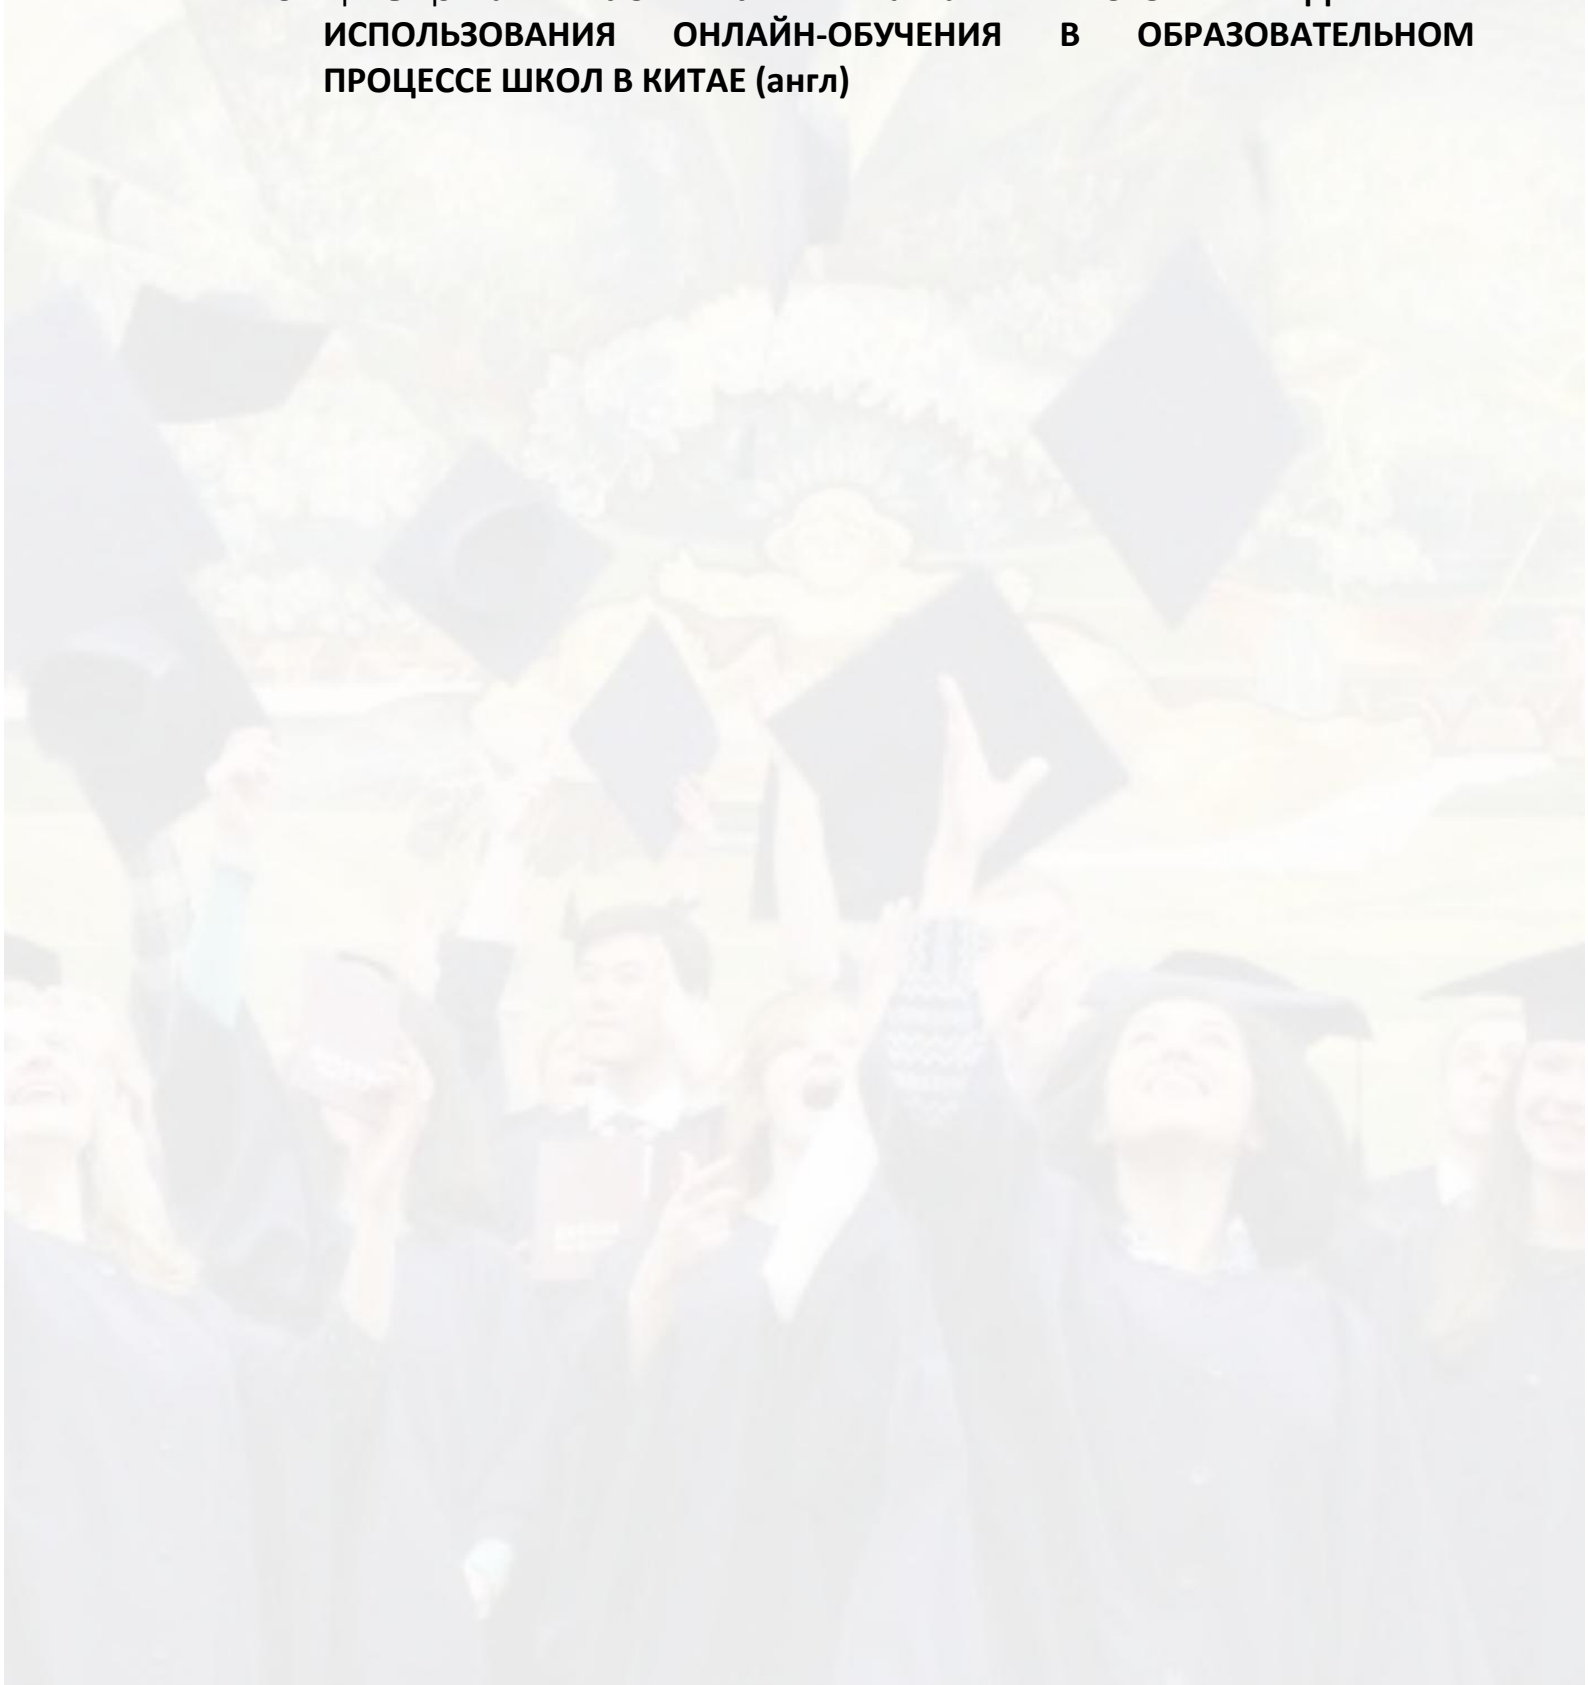 ИСПОЛЬЗОВАНИЯ ОНЛАЙН-ОБУЧЕНИЯ В ОБРАЗОВАТЕЛЬНОМ
ПРОЦЕССЕ ШКОЛ В КИТАЕ (англ)